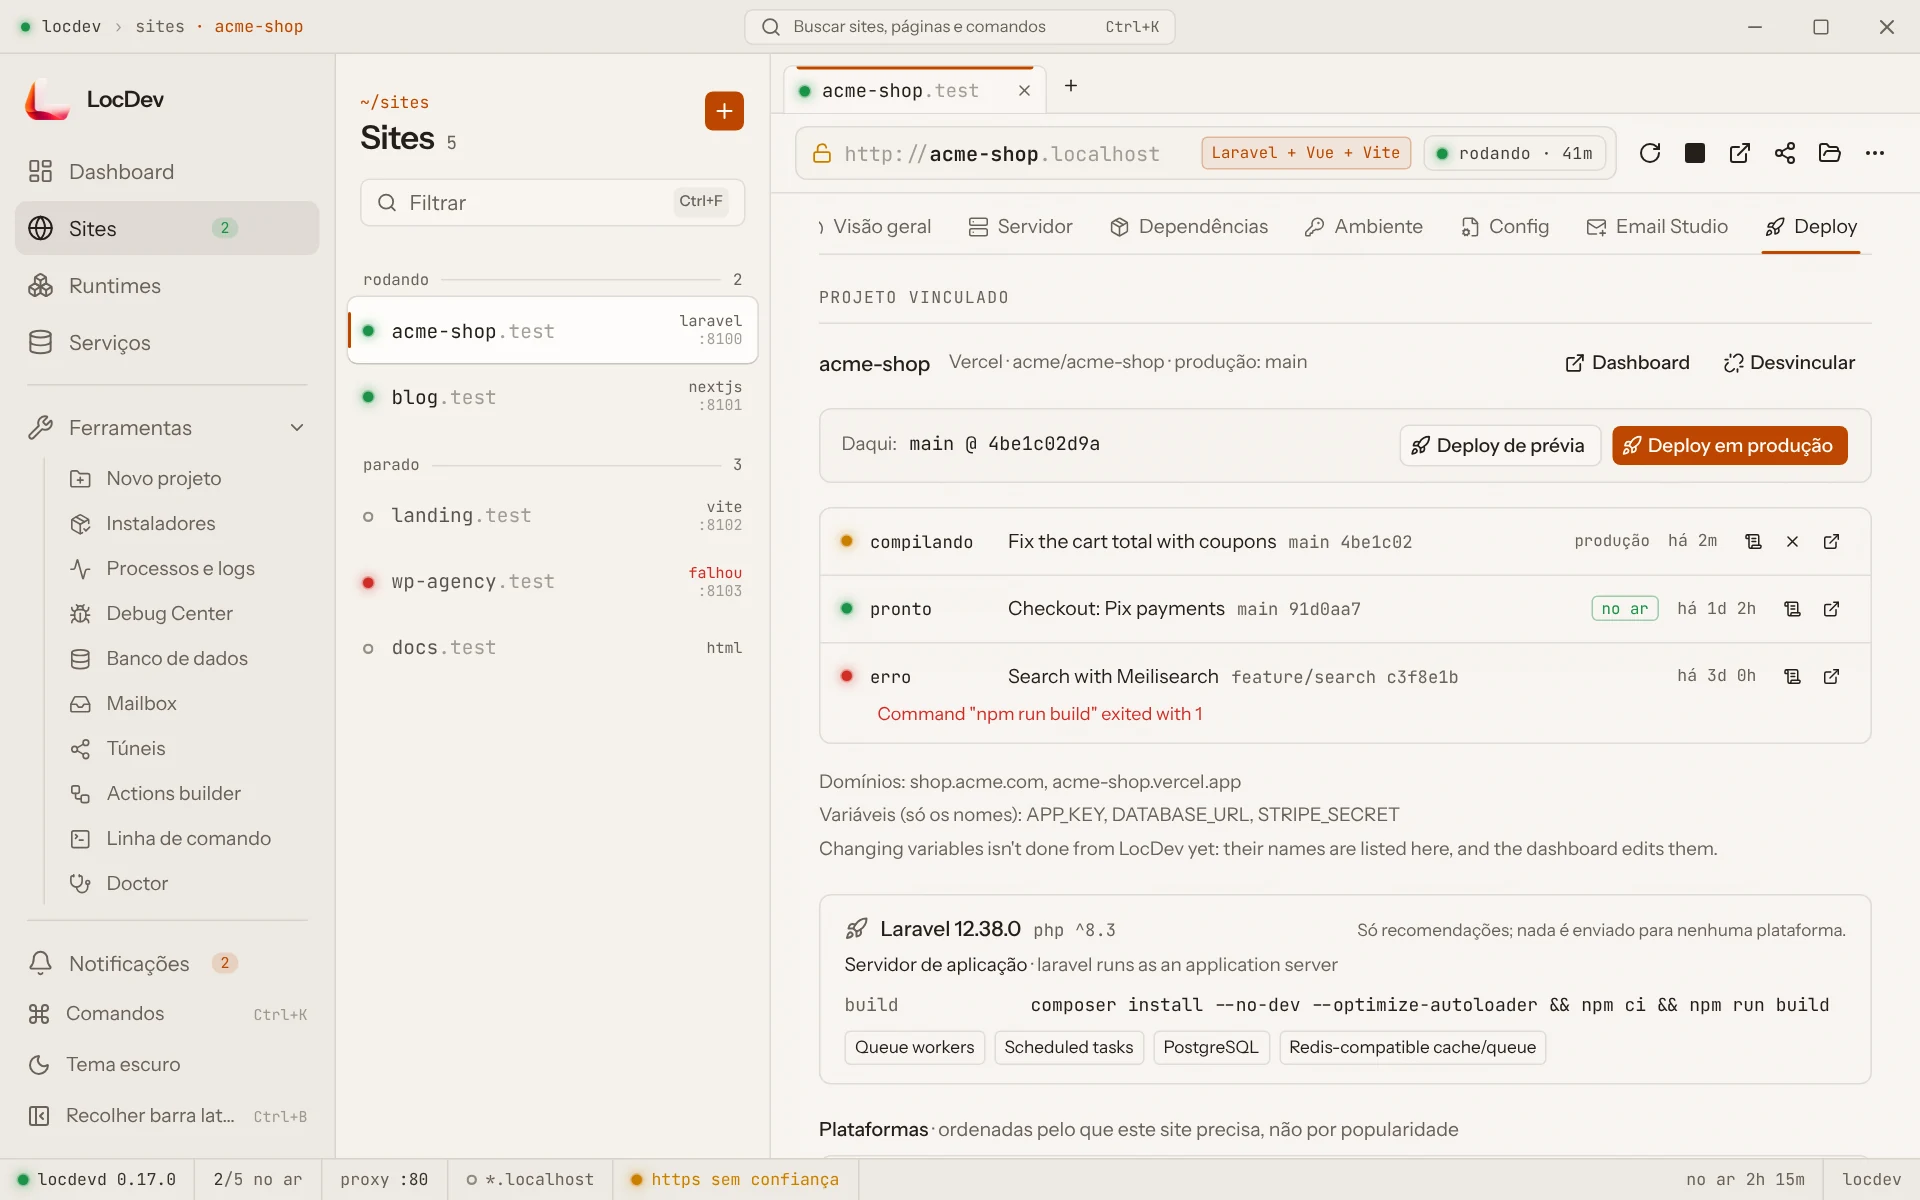 locdev › sites · acme-shop
Buscar sites, páginas e comandos Ctrl+K
LocDev
Dashboard
Sites 2
Runtimes
Serviços
Ferramentas
Novo projeto
Instaladores
Processos e logs
Debug Center
Banco de dados
Mailbox
Túneis
Actions builder
Linha de comando
Doctor
Notificações 2
Comandos Ctrl+K
Tema escuro
Recolher barra lat… Ctrl+B
~/sites
Sites 5
Filtrar Ctrl+F
rodando 2
acme-shop.test laravel :8100
blog.test nextjs :8101
parado 3
landing.test vite :8102
wp-agency.test falhou :8103
docs.test html
acme-shop.test
http://acme-shop.localhost Laravel + Vue + Vite rodando · 41m
Visão geral Servidor Dependências Ambiente Config Email Studio Deploy
PROJETO VINCULADO
acme-shop Vercel · acme/acme-shop · produção: main Dashboard Desvincular
Daqui: main @ 4be1c02d9a Deploy de prévia Deploy em produção
compilando Fix the cart total with coupons main 4be1c02 produção há 2m
pronto Checkout: Pix payments main 91d0aa7 no ar há 1d 2h
erro Search with Meilisearch feature/search c3f8e1b há 3d 0h
Command "npm run build" exited with 1
Domínios: shop.acme.com, acme-shop.vercel.app
Variáveis (só os nomes): APP_KEY, DATABASE_URL, STRIPE_SECRET
Changing variables isn't done from LocDev yet: their names are listed here, and the dashboard edits them.
Laravel 12.38.0 php ^8.3 Só recomendações; nada é enviado para nenhuma plataforma.
Servidor de aplicação · laravel runs as an application server
build composer install --no-dev --optimize-autoloader && npm ci && npm run build
Queue workers Scheduled tasks PostgreSQL Redis-compatible cache/queue
Plataformas · ordenadas pelo que este site precisa, não por popularidade
locdevd 0.17.0 2/5 no ar proxy :80 *.localhost https sem confiança no ar 2h 15m locdev